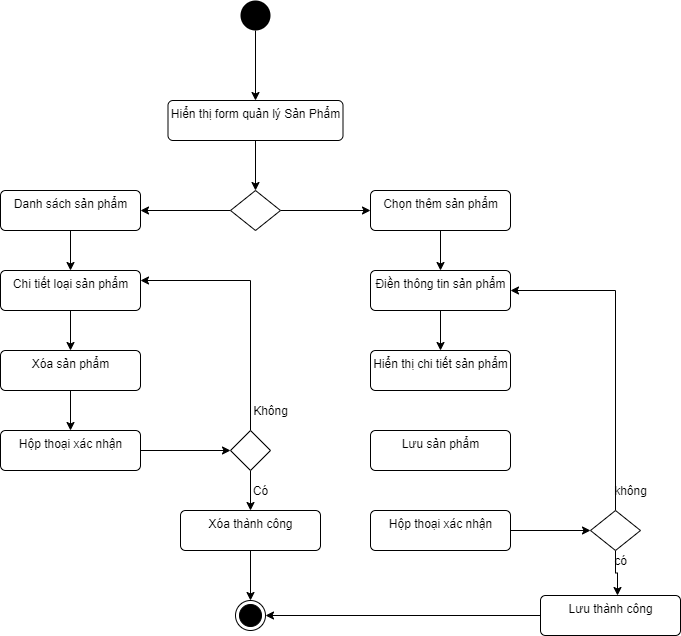 Hiển thị form quản lý Sản Phẩm
Danh sách sản phẩm
Chọn thêm sản phẩm
Chi tiết loại sản phẩm
Điền thông tin sản phẩm
Xóa sản phẩm
Hiển thị chi tiết sản phẩm
Không
Hộp thoại xác nhận
Lưu sản phẩm
Có
không
Xóa thành công
Hộp thoại xác nhận
có
Lưu thành công